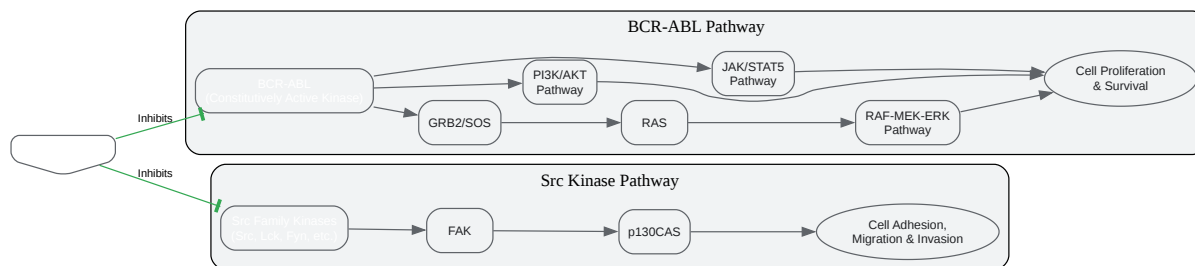 BCR-ABL Pathway
BCR-ABL
(Constitutively Active Kinase)
PI3K/AKT
Pathway
JAK/STAT5
Pathway
Cell Proliferation
& Survival
GRB2/SOS
RAS
RAF-MEK-ERK
Pathway
Inhibits
Inhibits
Src Kinase Pathway
Src Family Kinases
(Src, Lck, Fyn, etc.)
FAK
p130CAS
Cell Adhesion,
Migration & Invasion